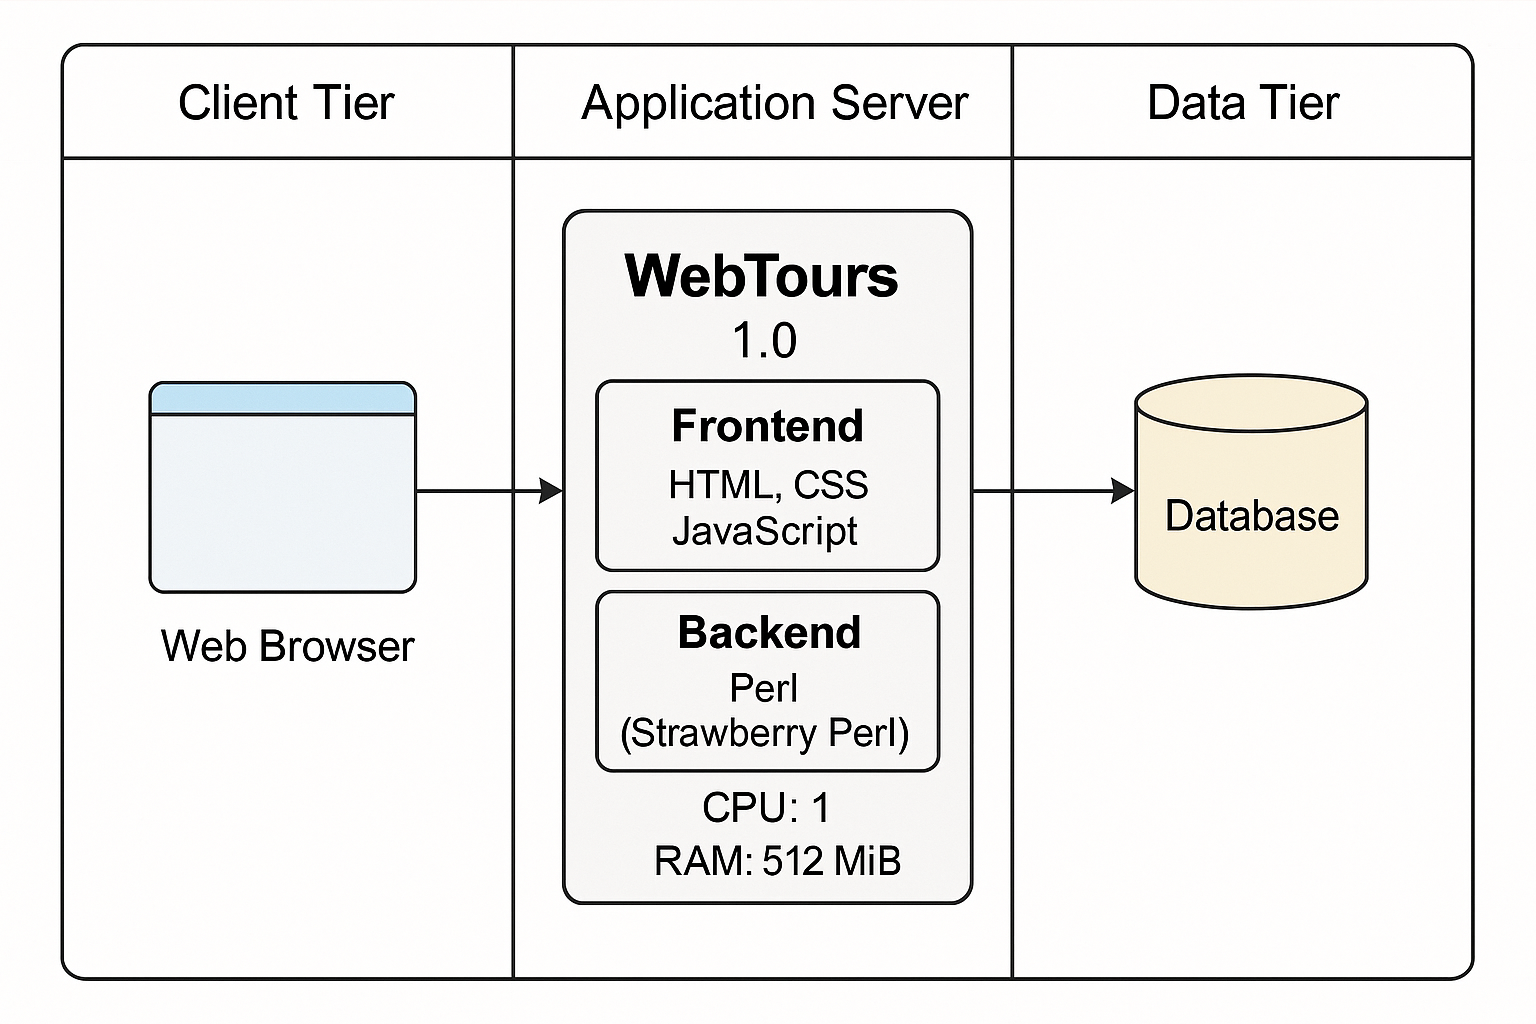 Client Tier
Application Server
Data Tier
Web Browser
WebTours
1.0
Frontend
HTML, CSS
JavaScript
Backend
Perl
(Strawberry Perl)
CPU: 1
RAM: 512 MiB
Database